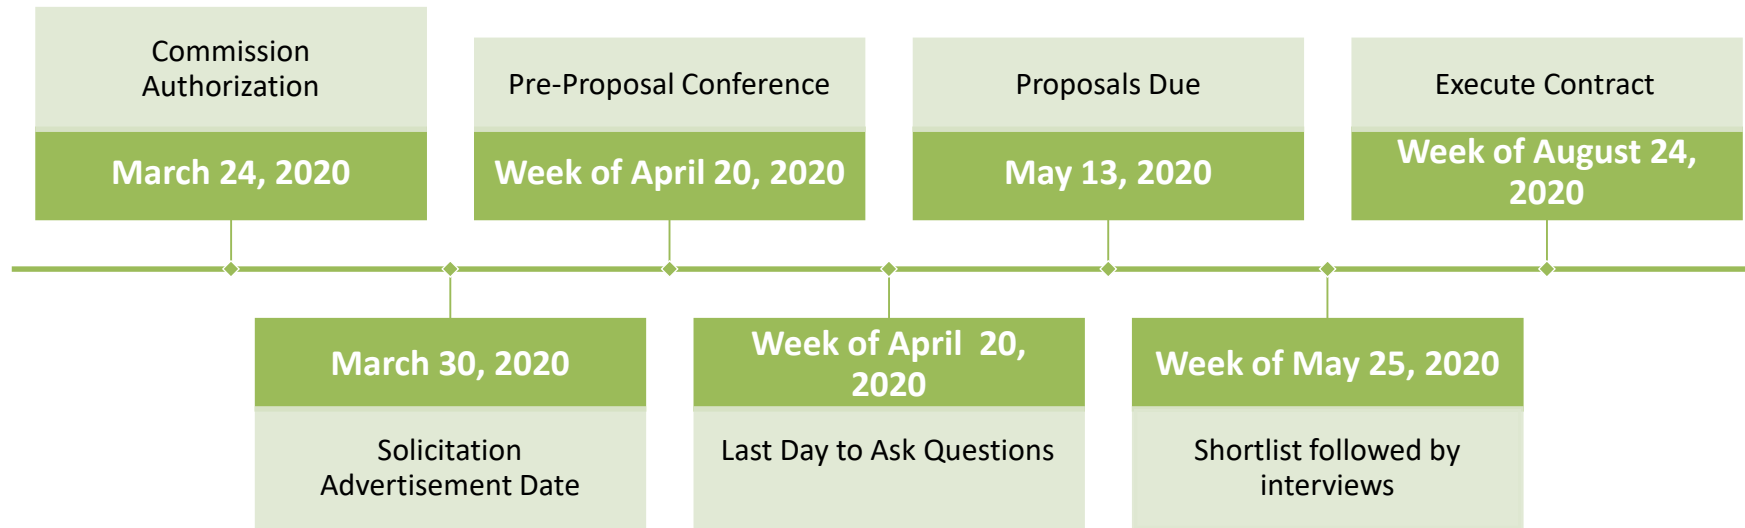 Commission
Authorization
March 24, 2020
Pre-Proposal Conference
Week of April 20, 2020
Proposals Due
May 13, 2020
Execute Contract
Week of August 24,
2020
March 30, 2020
Solicitation
Advertisement Date
Week of April  20,
2020
Last Day to Ask Questions
Week of May 25, 2020
Shortlist followed by
interviews